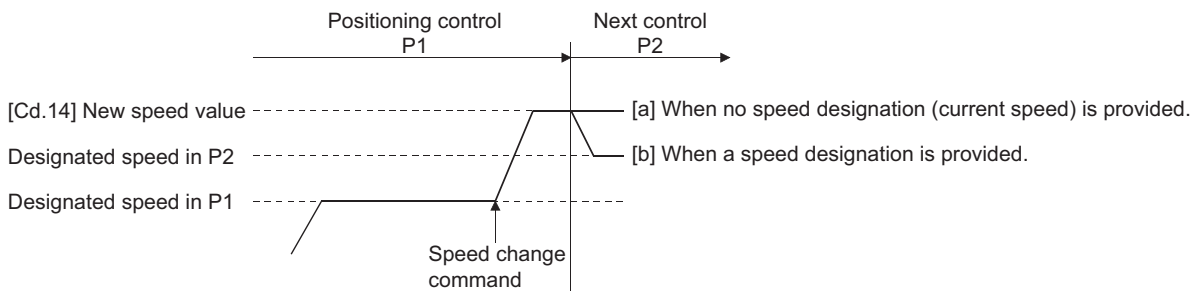 Positioning control
P1
Next control
P2
[Cd.14] New speed value
[a] When no speed designation (current speed) is provided.
Designated speed in P2
[b] When a speed designation is provided.
Designated speed in P1
Speed change
command